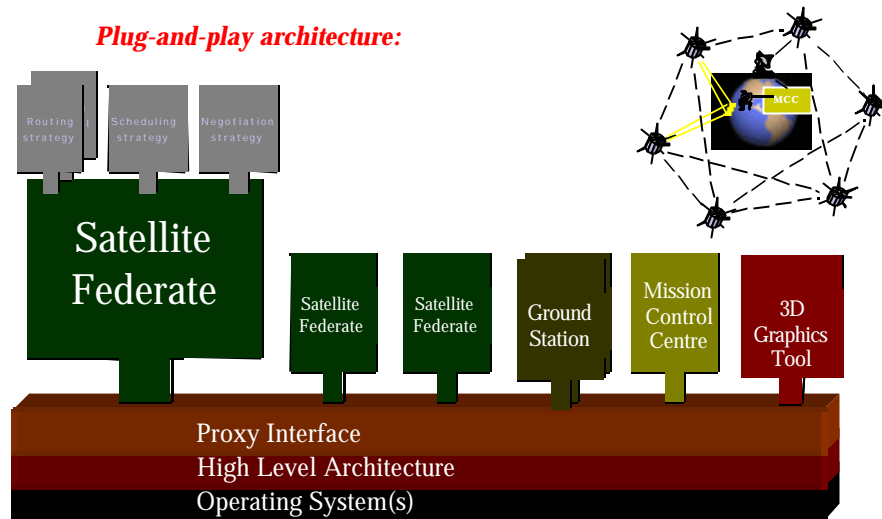 Plug-and-play architecture:
MCC
Routing
strategy
l
Scheduling
strategy
Negotiation
strategy
Satellite
Federate
Satellite
Federate
Satellite
Federate
Ground
Station
Mission
Control
Centre
3D
Graphics
Tool
Proxy Interface
High Level Architecture
Operating System(s)